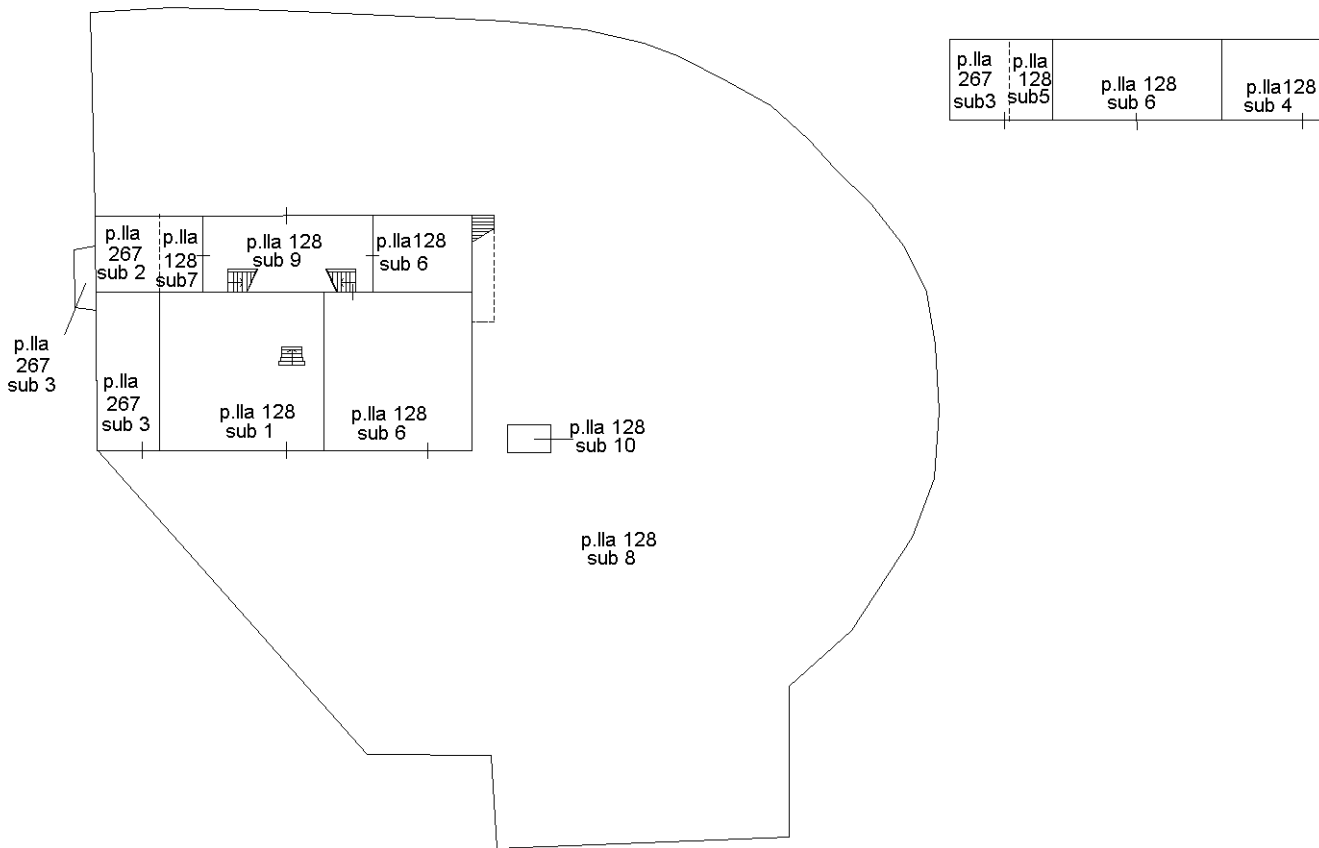 p.lla
267
sub3
p.lla
128
sub5
p.lla 128
sub 6
p.lla128
sub 4
p.lla
267
sub 2
p.lla
128
sub7
p.lla 128
sub 9
p.lla128
sub 6
p.lla
267
sub 3
p.lla
267
sub 3
p.lla 128
sub 1
p.lla 128
sub 6
p.lla 128
sub 10
p.lla 128
sub 8